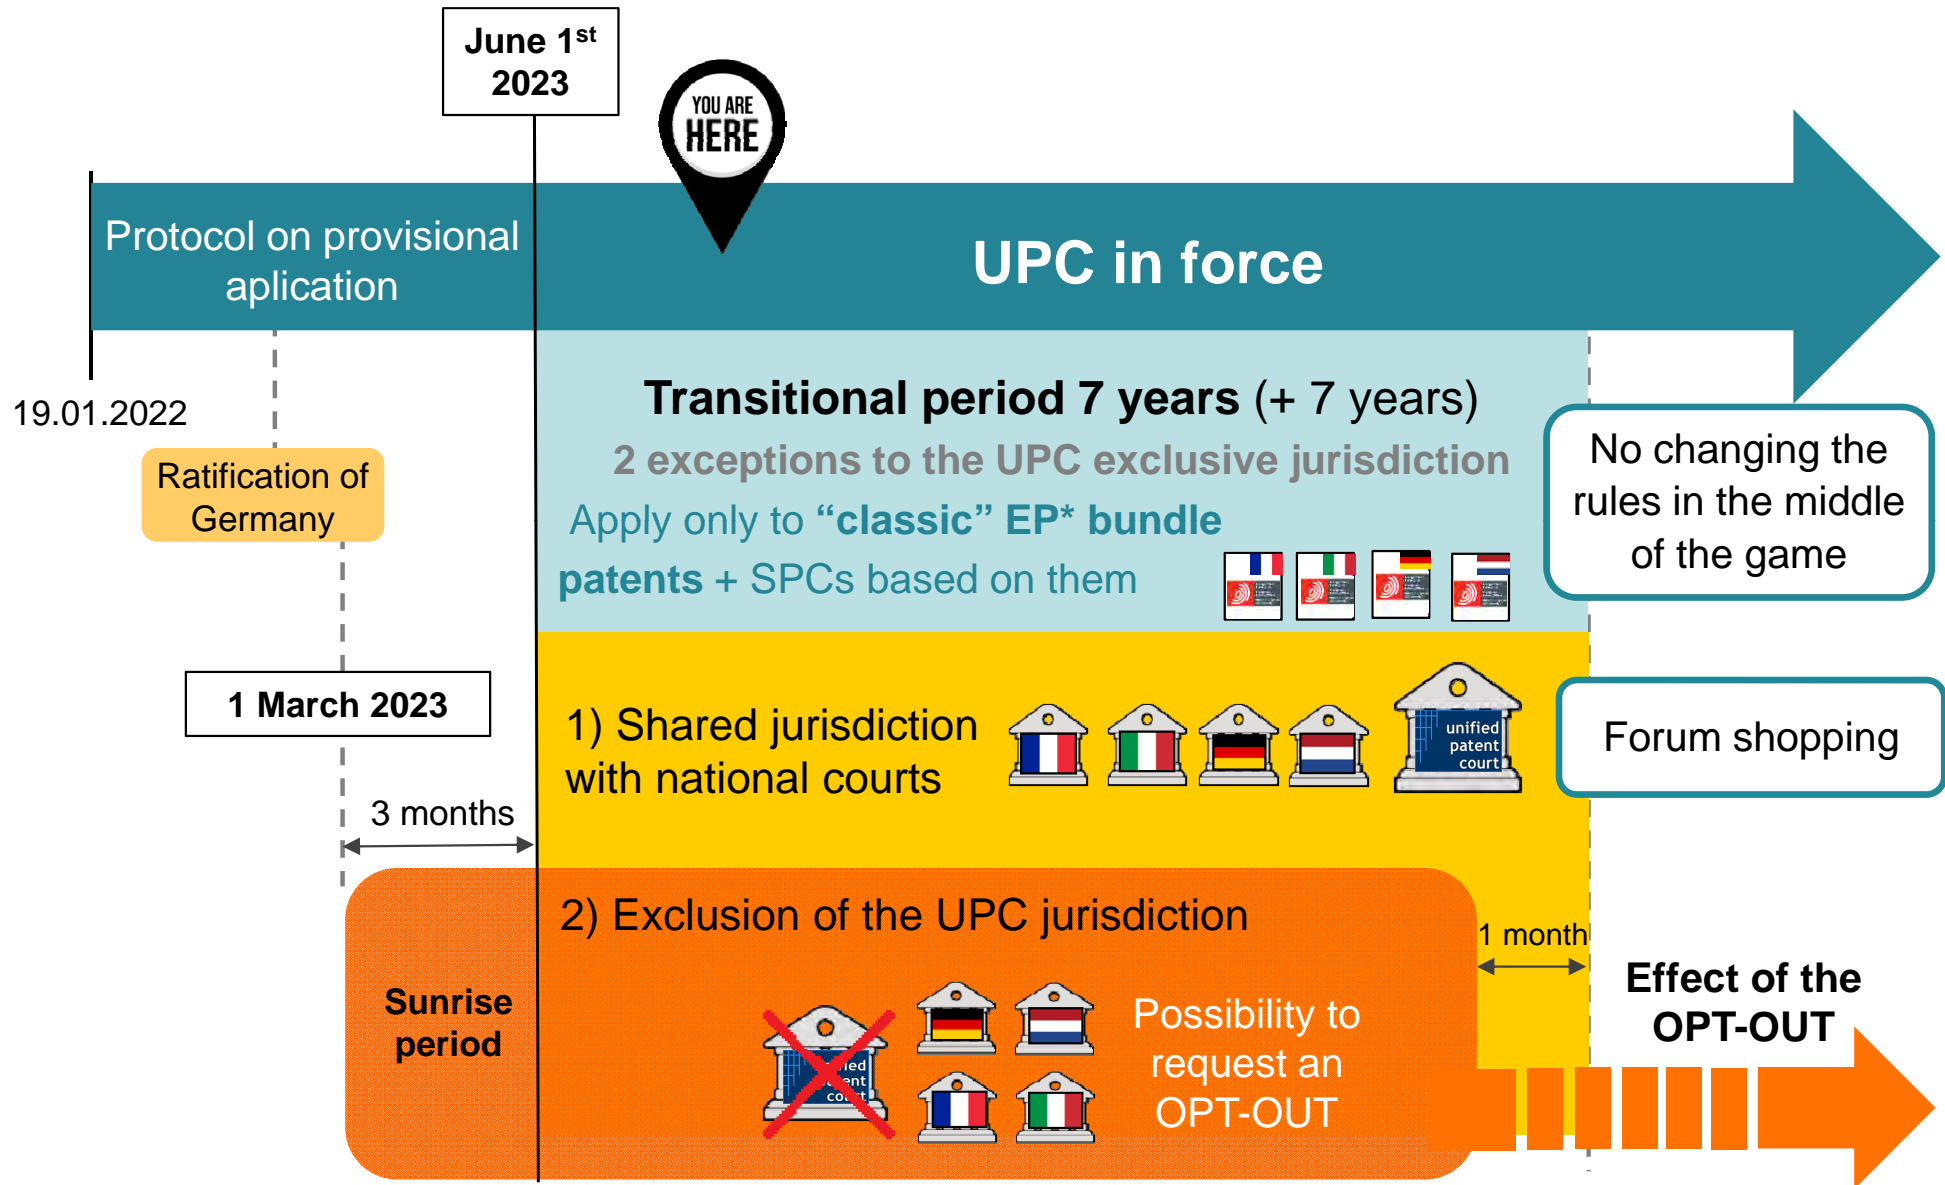 June 1st
2023
YOU ARE
HERE
Protocol on provisional
aplication
UPC in force
19.01.2022
Ratification of
Germany
Transitional period 7 years (+ 7 years)
2 exceptions to the UPC exclusive jurisdiction
Apply only to “classic” EP* bundle
patents + SPCs based on them
No changing the
rules in the middle
of the game
1 March 2023
1) Shared jurisdiction
with national courts
unified
patent
court
Forum shopping
3 months
2) Exclusion of the UPC jurisdiction
1 month
Sunrise
period
Possibility to
request an
OPT-OUT
Effect of the
OPT-OUT